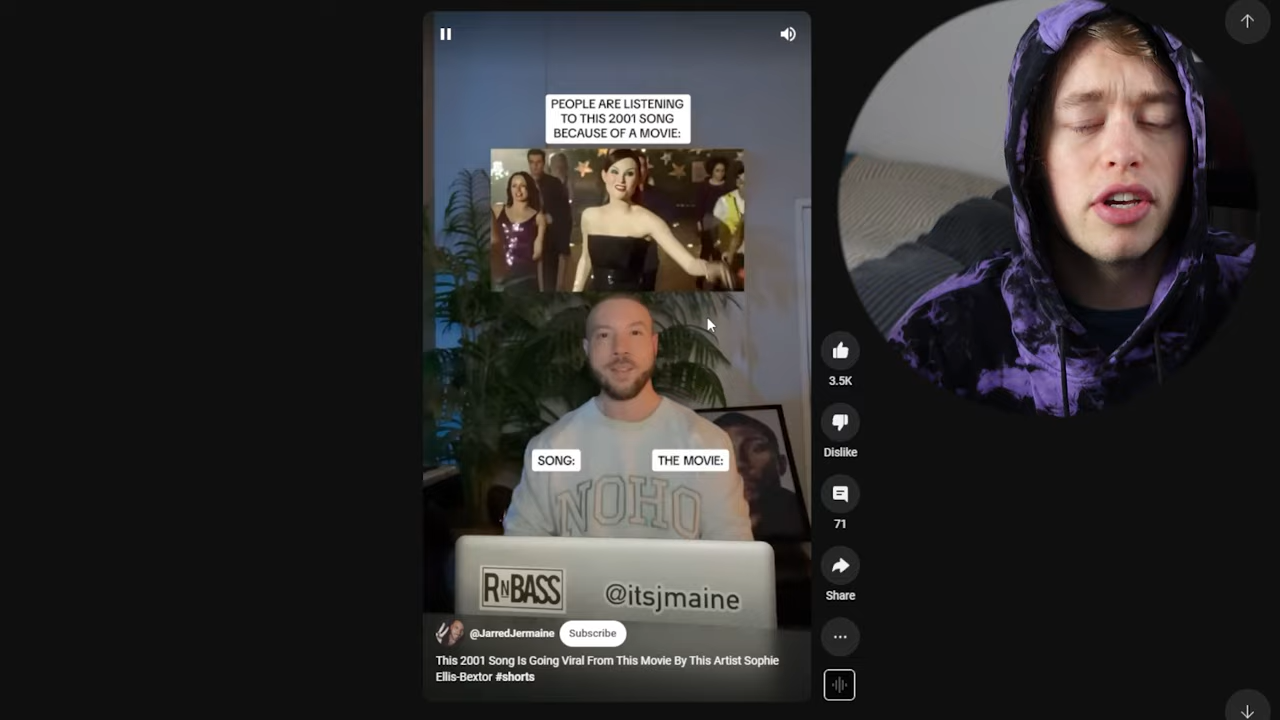 PEOPLE ARE LISTENING
TO THIS 2001 SONG
BECAUSE OF A MOVIE:
SONG:
THE MOVIE:
NOHO
RNBASS
@itsjmaine
@JarredJermaine
Subscribe
This 2001 Song Is Going Viral From This Movie By This Artist Sophie
Ellis-Bextor #shorts
3.5K
Dislike
71
Share